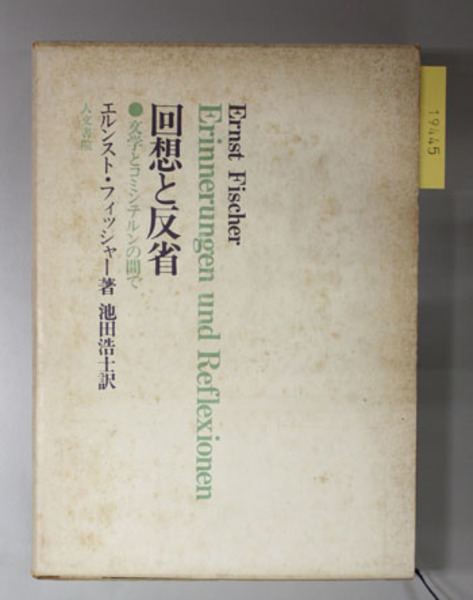 Ernst Fischer
Erinnerungen und Reflexionen
回想と反省
●文学とコミンテルンの間で
エルンスト・フィッシャー著 池田浩士訳
人文書院
19445